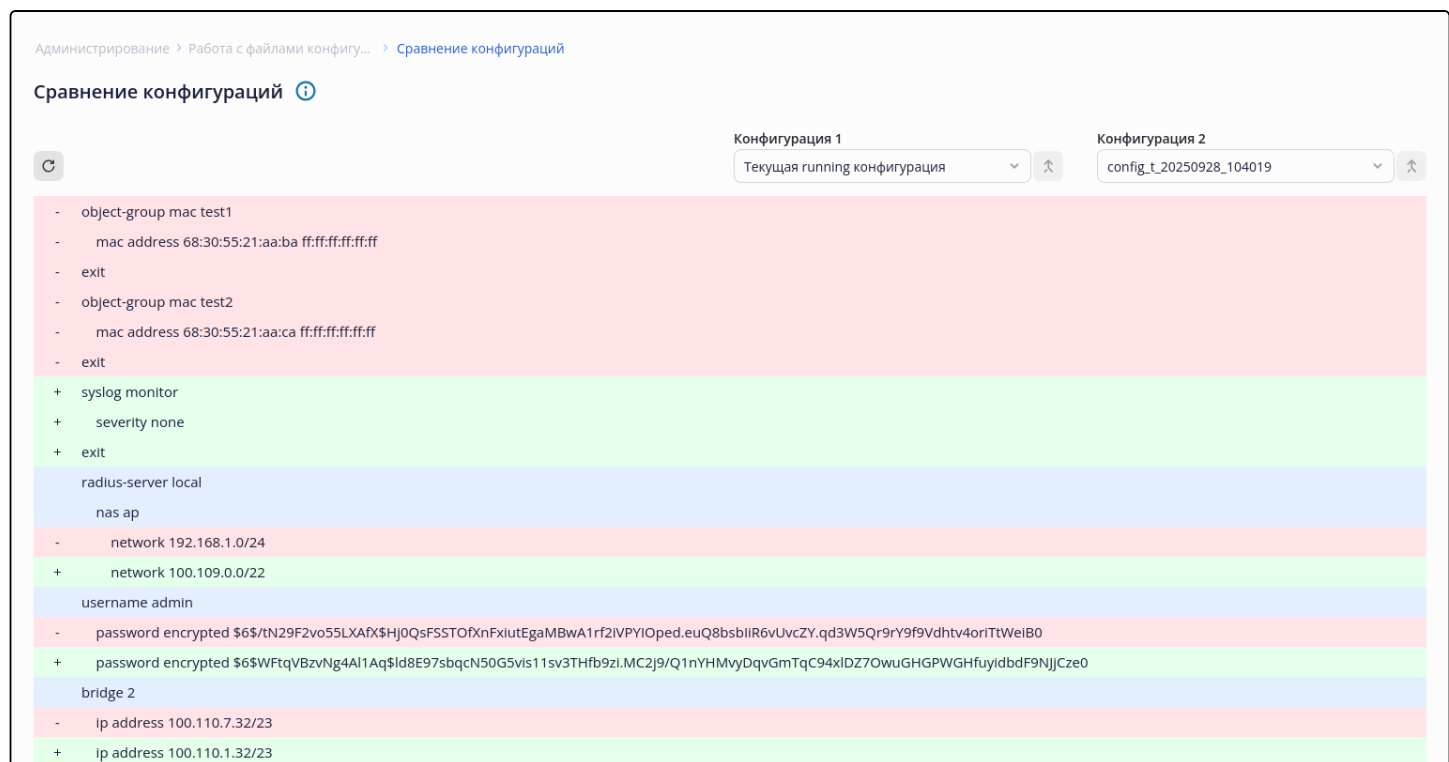 Администрирование > Работа с файлами конфигу... > Сравнение конфигураций
Сравнение конфигураций
Конфигурация 1 Конфигурация 2
Текущая running конфигурация config_t_20250928_104019
- object-group mac test1
- mac address 68:30:55:21:aa:ba ff:ff:ff:ff:ff:ff
- exit
- object-group mac test2
- mac address 68:30:55:21:aa:ca ff:ff:ff:ff:ff:ff
- exit
+ syslog monitor
+ severity none
+ exit
radius-server local
nas ap
- network 192.168.1.0/24
+ network 100.109.0.0/22
username admin
- password encrypted $6$/tN29F2vo55LXAfX$Hj0QsFSSTOfXnFxiutEgaMBwA1rf2iVPYIOped.euQ8bsbIiR6vUvcZY.qd3W5Qr9rY9f9Vdhtv4oriTtWeiB0
+ password encrypted $6$WFtqVBzvNg4Al1Aq$ld8E97sbqcN50G5vis11sv3THfb9zi.MC2j9/Q1nYHMvyDqvGmTqC94xlDZ7OwuGHGPWGHfuyidbdF9NJjCze0
bridge 2
- ip address 100.110.7.32/23
+ ip address 100.110.1.32/23